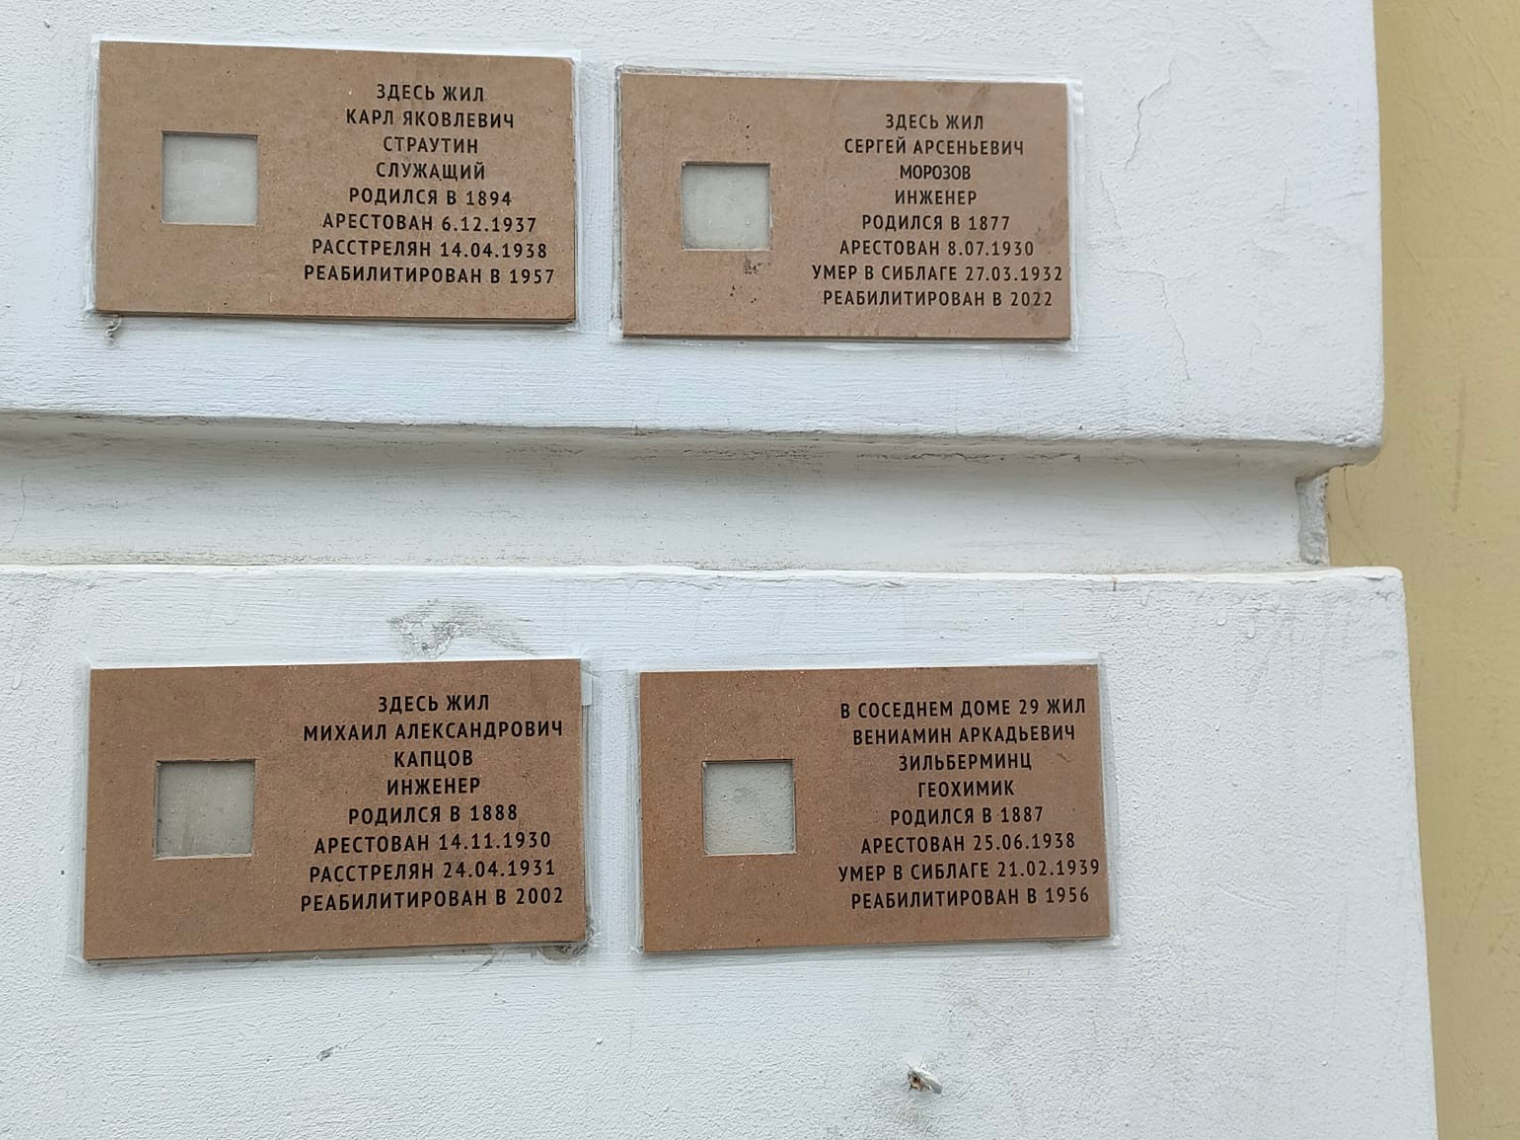 ЗДЕСЬ ЖИЛ
КАРЛ ЯКОВЛЕВИЧ
СТРАУТИН
СЛУЖАЩИЙ
РОДИЛСЯ В 1894
АРЕСТОВАН 6.12.1937
РАССТРЕЛЯН 14.04.1938
РЕАБИЛИТИРОВАН В 1957
ЗДЕСЬ ЖИЛ
СЕРГЕЙ АРСЕНЬЕВИЧ
МОРОЗОВ
ИНЖЕНЕР
РОДИЛСЯ В 1877
АРЕСТОВАН 8.07.1930
УМЕР В СИБЛАГЕ 27.03.1932
РЕАБИЛИТИРОВАН В 2022
ЗДЕСЬ ЖИЛ
МИХАИЛ АЛЕКСАНДРОВИЧ
КАПЦОВ
ИНЖЕНЕР
РОДИЛСЯ В 1888
АРЕСТОВАН 14.11.1930
РАССТРЕЛЯН 24.04.1931
РЕАБИЛИТИРОВАН В 2002
В СОСЕДНЕМ ДОМЕ 29 ЖИЛ
ВЕНИАМИН АРКАДЬЕВИЧ
ЗИЛЬБЕРМИНЦ
ГЕОХИМИК
РОДИЛСЯ В 1887
АРЕСТОВАН 25.06.1938
УМЕР В СИБЛАГЕ 21.02.1939
РЕАБИЛИТИРОВАН В 1956